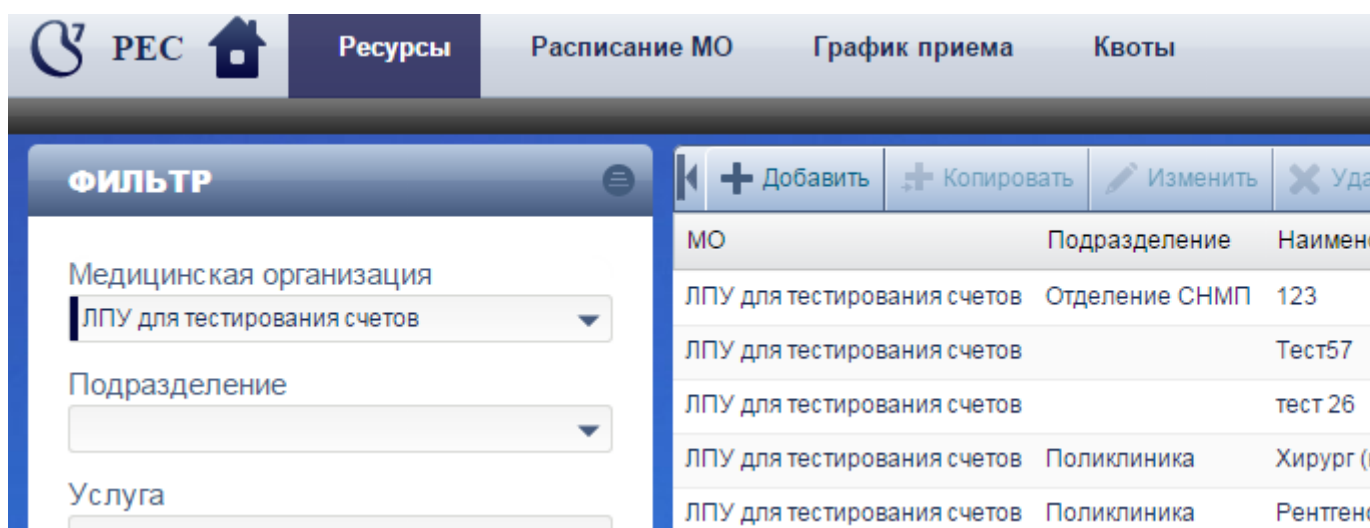 РЕС Ресурсы Расписание МО График приема Квоты
ФИЛЬТР
Добавить Копировать Изменить
МО Подразделение
Медицинская организация
ЛПУ для тестирования счетов
ЛПУ для тестирования счетов Отделение СНМП 123
ЛПУ для тестирования счетов Тест57
Подразделение
ЛПУ для тестирования счетов тест 26
ЛПУ для тестирования счетов Поликлиника Хирург
Услуга
ЛПУ для тестирования счетов Поликлиника